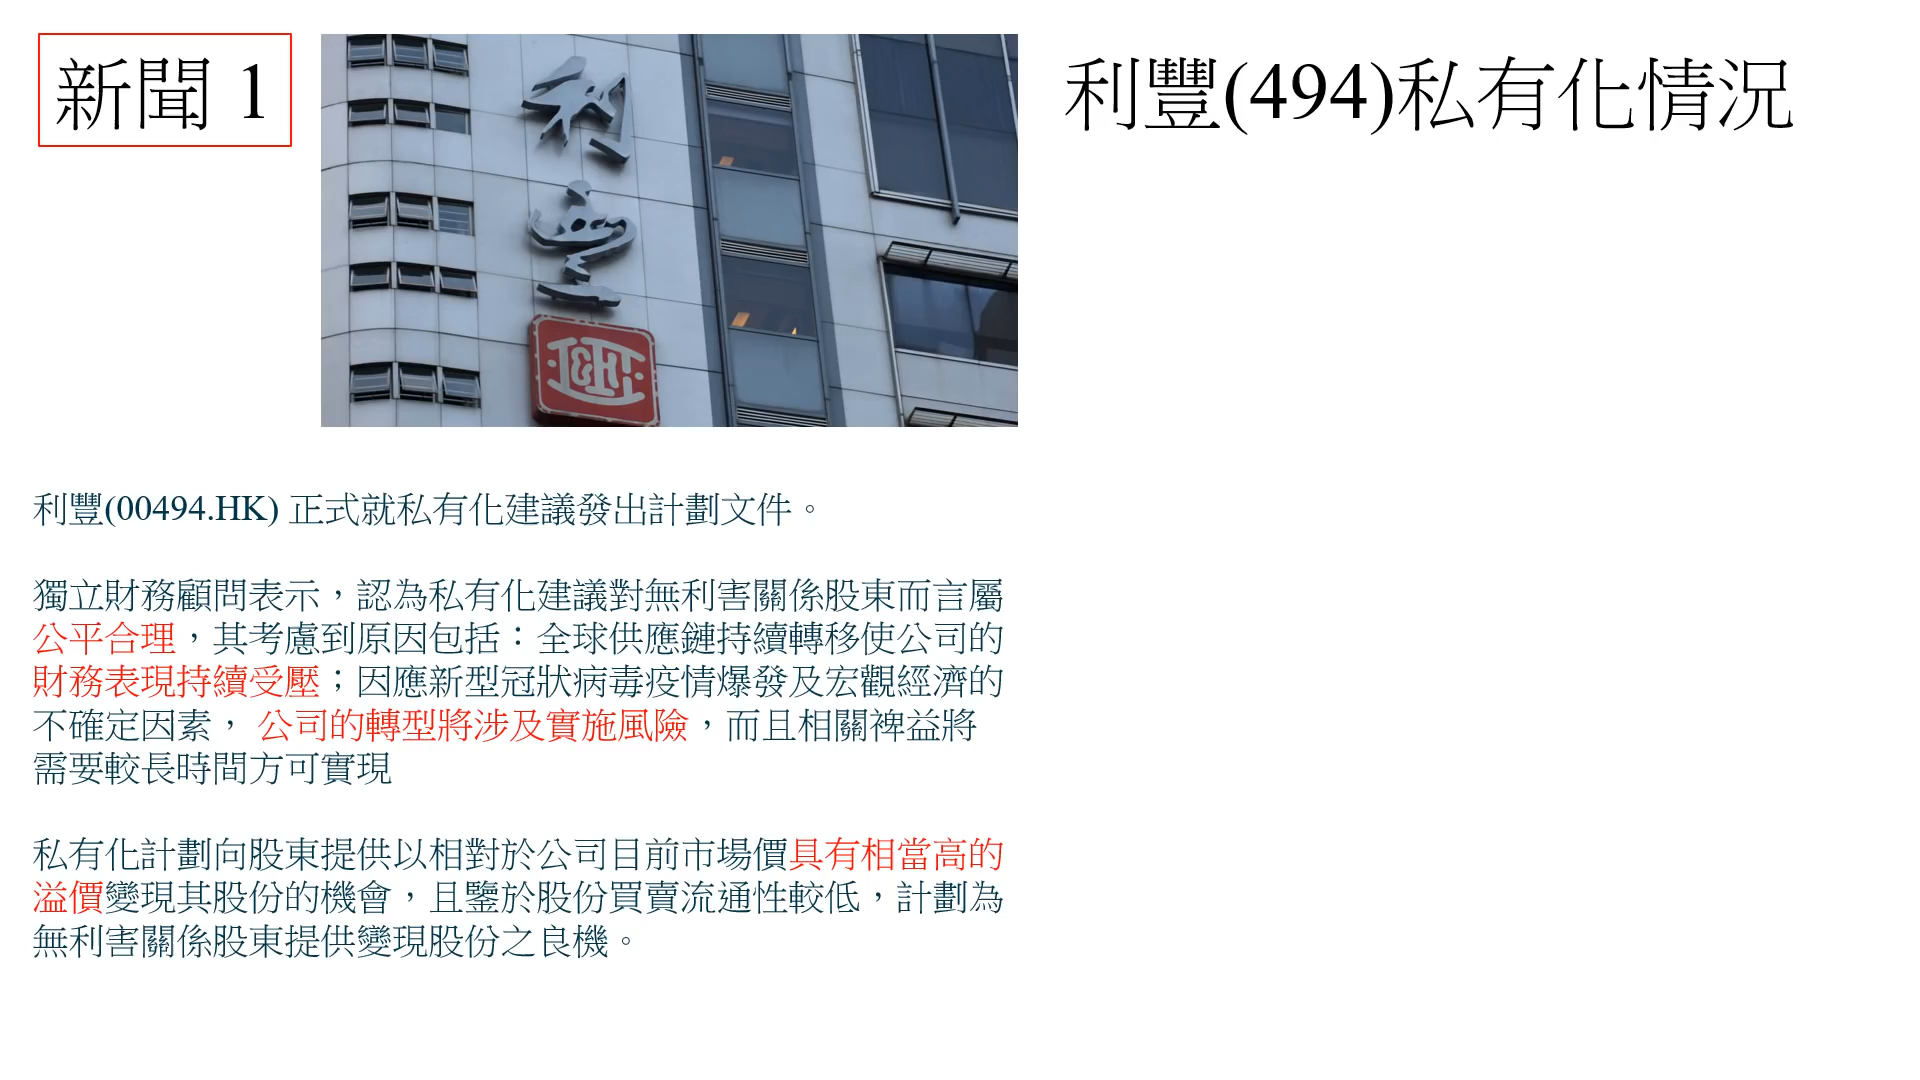 新聞 1
利豐(494)私有化情況
利
豐
利豐(00494.HK) 正式就私有化建議發出計劃文件。
獨立財務顧問表示，認為私有化建議對無利害關係股東而言屬
公平合理，其考慮到原因包括：全球供應鏈持續轉移使公司的
財務表現持續受壓；因應新型冠狀病毒疫情爆發及宏觀經濟的
不確定因素， 公司的轉型將涉及實施風險，而且相關裨益將
需要較長時間方可實現
私有化計劃向股東提供以相對於公司目前市場價具有相當高的
溢價變現其股份的機會，且鑒於股份買賣流通性較低，計劃為
無利害關係股東提供變現股份之良機。